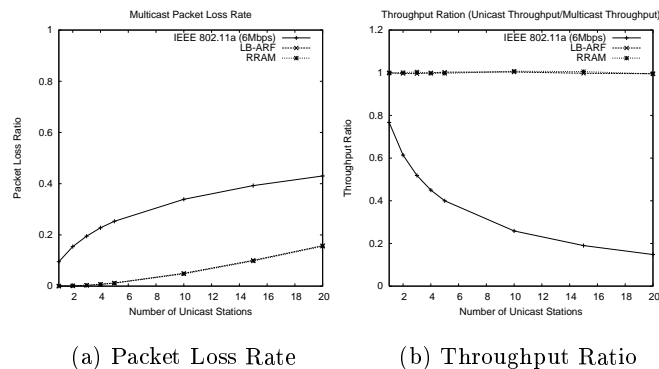 Multicast Packet Loss Rate
IEEE 802.11a (6Mbps)
LB-ARF
RRAM
1
0.8
0.6
0.4
0.2
0
Packet Loss Ratio
2 4 6 8 10 12 14 16 18 20
Number of Unicast Stations
(a) Packet Loss Rate
Throughput Ration (Unicast Throughput/Multicast Throughput)
IEEE 802.11a (6Mbps)
LB-ARF
RRAM
1.2
1
0.8
0.6
0.4
0.2
0
Throughput Ratio
2 4 6 8 10 12 14 16 18 20
Number of Unicast Stations
(b) Throughput Ratio